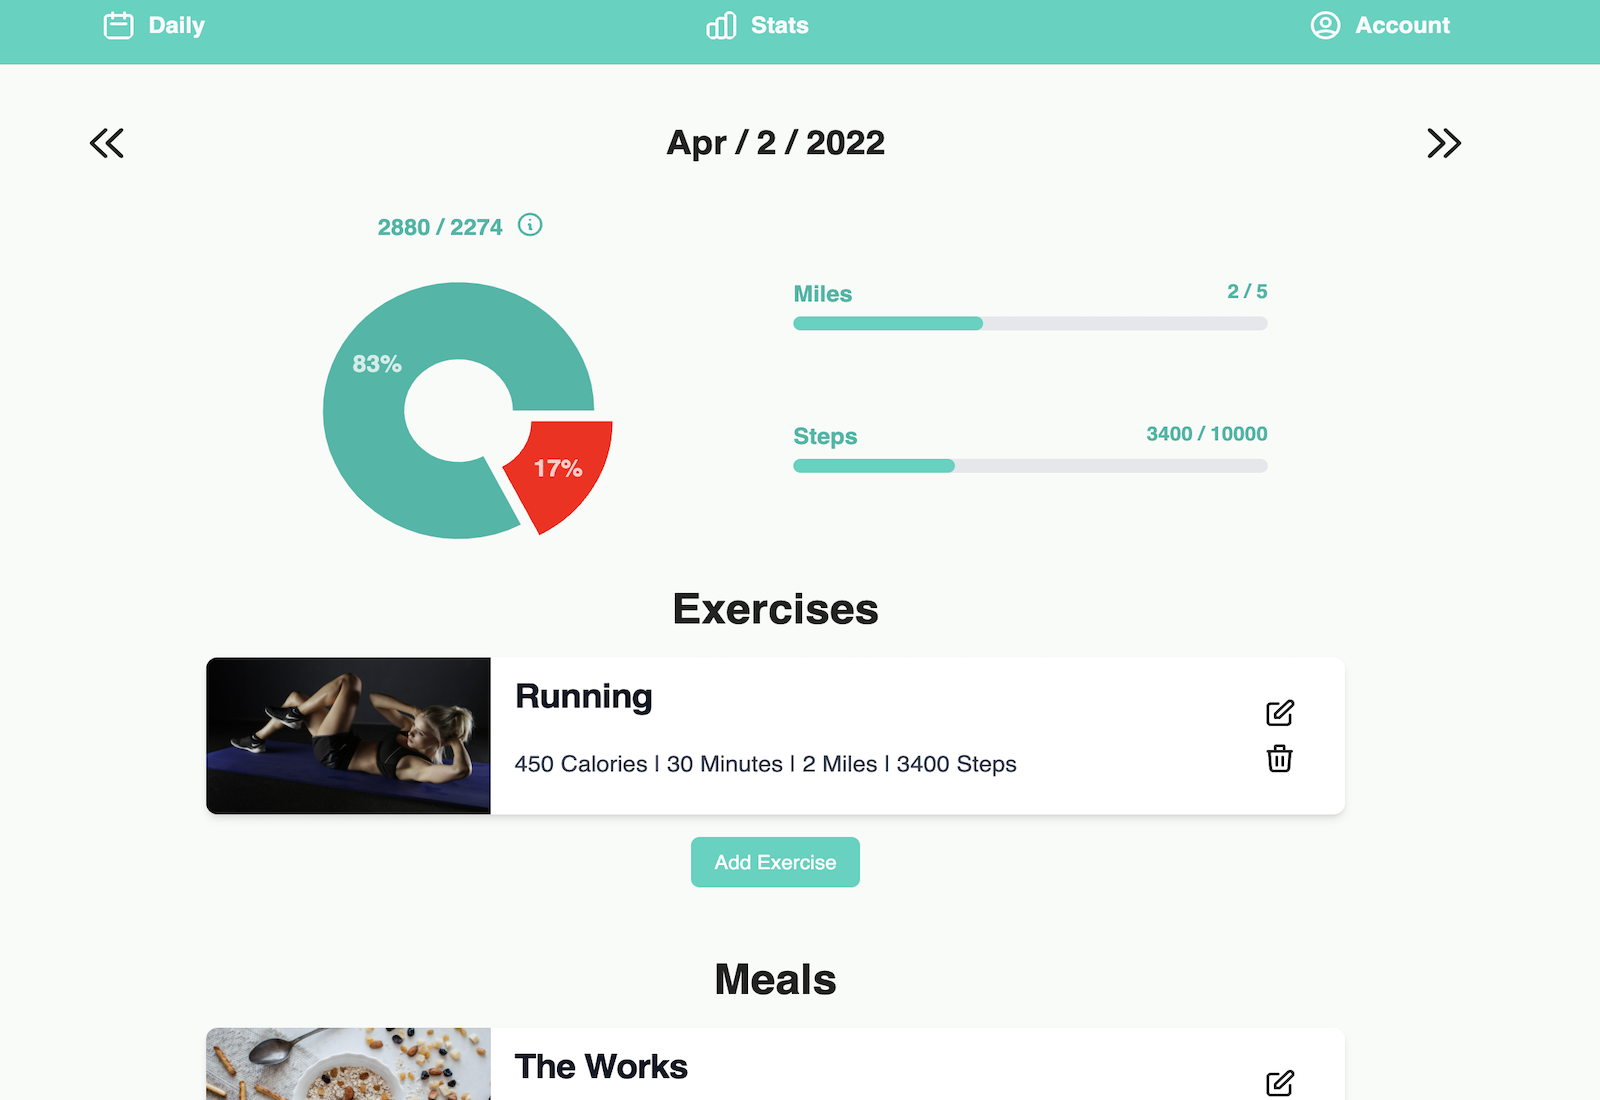 Daily
Stats
Account
Apr / 2 / 2022
2880 / 2274
83%
17%
Miles
2 / 5
Steps
3400 / 10000
Exercises
Running
450 Calories | 30 Minutes | 2 Miles | 3400 Steps
Add Exercise
Meals
The Works